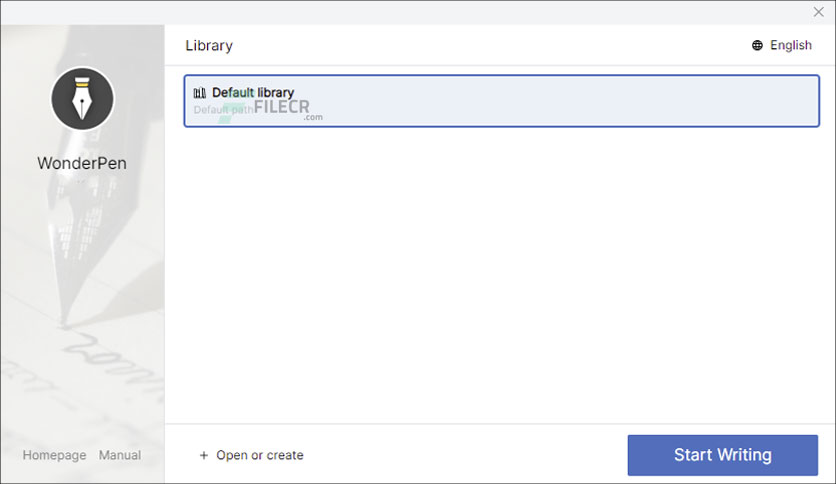 Library
English
Default library
Default path
FILECR
.com
WonderPen
Homepage Manual
+ Open or create
Start Writing